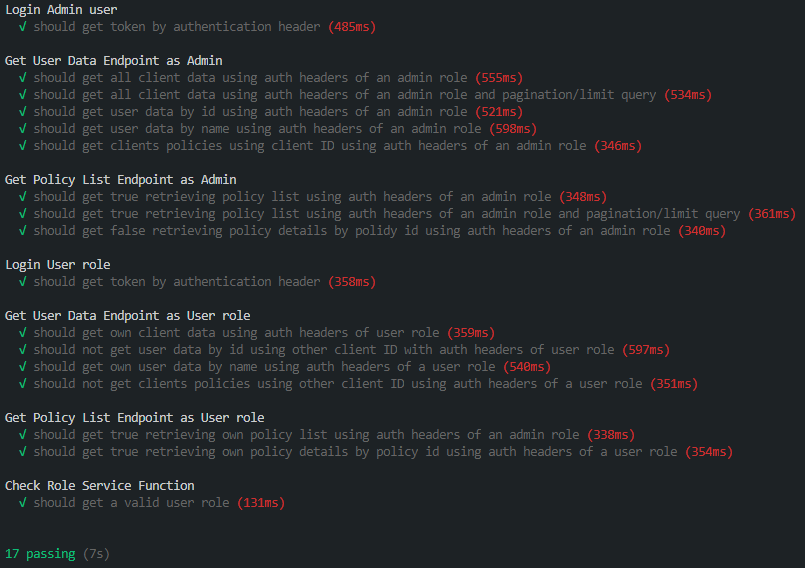 Login Admin user
√ should get token by authentication header (485ms)
Get User Data Endpoint as Admin
√ should get all client data using auth headers of an admin role (555ms)
√ should get all client data using auth headers of an admin role and pagination/limit query (534ms)
√ should get user data by id using auth headers of an admin role (521ms)
√ should get user data by name using auth headers of an admin role (598ms)
√ should get clients policies using client ID using auth headers of an admin role (346ms)
Get Policy List Endpoint as Admin
√ should get true retrieving policy list using auth headers of an admin role (348ms)
√ should get true retrieving policy list using auth headers of an admin role and pagination/limit query (361ms)
√ should get false retrieving policy details by polidy id using auth headers of an admin role (340ms)
Login User role
√ should get token by authentication header (358ms)
Get User Data Endpoint as User role
√ should get own client data using auth headers of user role (359ms)
√ should not get user data by id using other client ID with auth headers of user role (597ms)
√ should get own user data by name using auth headers of a user role (540ms)
√ should not get clients policies using other client ID using auth headers of a user role (351ms)
Get Policy List Endpoint as User role
√ should get true retrieving own policy list using auth headers of an admin role (338ms)
√ should get true retrieving own policy details by policy id using auth headers of a user role (354ms)
Check Role Service Function
√ should get a valid user role (131ms)
17 passing (7s)